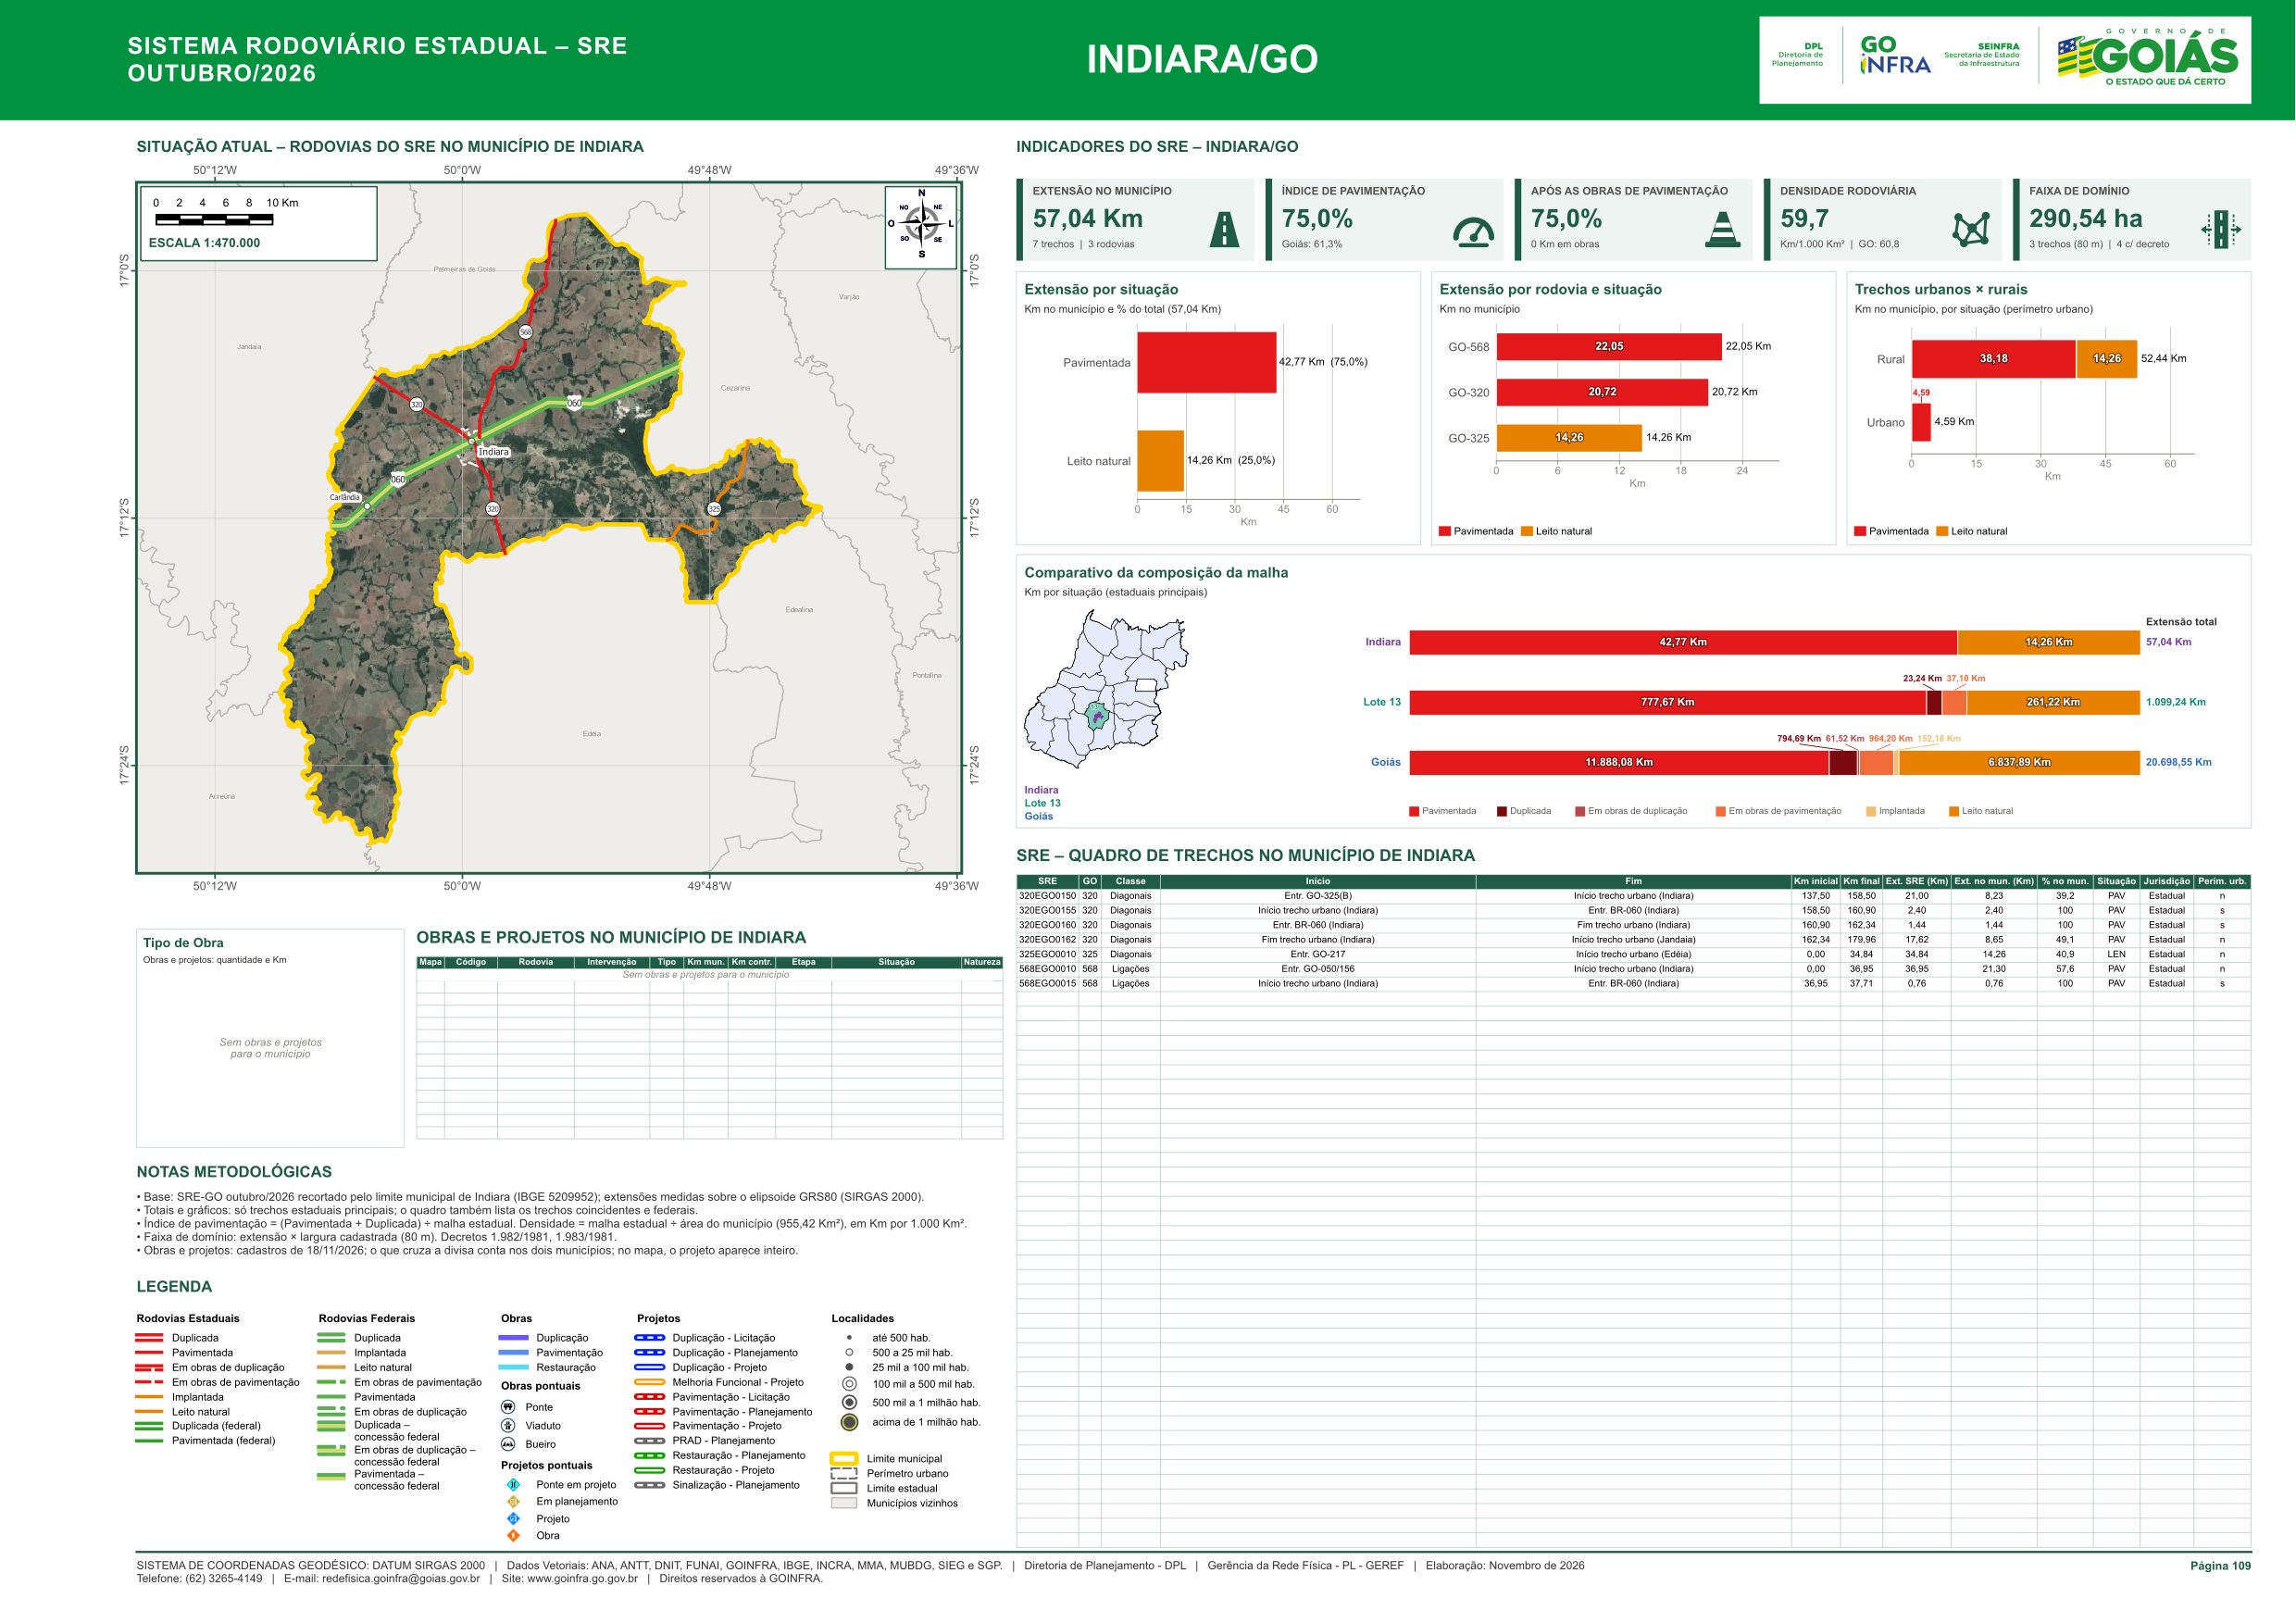 SISTEMA RODOVIÁRIO ESTADUAL – SRE
OUTUBRO/2026
INDIARA/GO
DPL
Diretoria de
Planejamento
GO
INFRA
SEINFRA
Secretaria de Estado
da Infraestrutura
GOVERNO DE
GOIÁS
O ESTADO QUE DÁ CERTO
SITUAÇÃO ATUAL – RODOVIAS DO SRE NO MUNICÍPIO DE INDIARA
50°12'W 50°0'W 49°48'W 49°36'W
0 2 4 6 8 10 Km
ESCALA 1:470.000
N
NO NE
O L
SO SE
S
17°0'S 17°0'S
Palmeiras de Goiás
Varjão
568
Jandaia
Cezarina
320
060
Indiara
060
Carlândia
320
325
17°12'S 17°12'S
Edealina
Pontalina
Edéia
17°24'S 17°24'S
Acreúna
50°12'W 50°0'W 49°48'W 49°36'W
INDICADORES DO SRE – INDIARA/GO
EXTENSÃO NO MUNICÍPIO
57,04 Km
7 trechos | 3 rodovias
ÍNDICE DE PAVIMENTAÇÃO
75,0%
Goiás: 61,3%
APÓS AS OBRAS DE PAVIMENTAÇÃO
75,0%
0 Km em obras
DENSIDADE RODOVIÁRIA
59,7
Km/1.000 Km² | GO: 60,8
FAIXA DE DOMÍNIO
290,54 ha
3 trechos (80 m) | 4 c/ decreto
Extensão por situação
Km no município e % do total (57,04 Km)
Pavimentada 42,77 Km (75,0%)
Leito natural 14,26 Km (25,0%)
0 15 30 45 60
Km
Extensão por rodovia e situação
Km no município
GO-568 22,05 22,05 Km
GO-320 20,72 20,72 Km
GO-325 14,26 14,26 Km
0 6 12 18 24
Km
Pavimentada Leito natural
Trechos urbanos × rurais
Km no município, por situação (perímetro urbano)
Rural 38,18 14,26 52,44 Km
4,59
Urbano 4,59 Km
0 15 30 45 60
Km
Pavimentada Leito natural
Comparativo da composição da malha
Km por situação (estaduais principais)
Extensão total
Indiara 42,77 Km 14,26 Km 57,04 Km
23,24 Km 37,10 Km
Lote 13 777,67 Km 261,22 Km 1.099,24 Km
794,69 Km 61,52 Km 964,20 Km 152,18 Km
Goiás 11.888,08 Km 6.837,89 Km 20.698,55 Km
Indiara
Lote 13
Goiás
Pavimentada Duplicada Em obras de duplicação Em obras de pavimentação Implantada Leito natural
SRE – QUADRO DE TRECHOS NO MUNICÍPIO DE INDIARA
SRE GO Classe Início Fim Km inicial Km final Ext. SRE (Km) Ext. no mun. (Km) % no mun. Situação Jurisdição Perím. urb.
320EGO0150 320 Diagonais Entr. GO-325(B) Início trecho urbano (Indiara) 137,50 158,50 21,00 8,23 39,2 PAV Estadual n
320EGO0155 320 Diagonais Início trecho urbano (Indiara) Entr. BR-060 (Indiara) 158,50 160,90 2,40 2,40 100 PAV Estadual s
320EGO0160 320 Diagonais Entr. BR-060 (Indiara) Fim trecho urbano (Indiara) 160,90 162,34 1,44 1,44 100 PAV Estadual s
320EGO0162 320 Diagonais Fim trecho urbano (Indiara) Início trecho urbano (Jandaia) 162,34 179,96 17,62 8,65 49,1 PAV Estadual n
325EGO0010 325 Diagonais Entr. GO-217 Início trecho urbano (Edéia) 0,00 34,84 34,84 14,26 40,9 LEN Estadual n
568EGO0010 568 Ligações Entr. GO-050/156 Início trecho urbano (Indiara) 0,00 36,95 36,95 21,30 57,6 PAV Estadual n
568EGO0015 568 Ligações Início trecho urbano (Indiara) Entr. BR-060 (Indiara) 36,95 37,71 0,76 0,76 100 PAV Estadual s
Tipo de Obra
Obras e projetos: quantidade e Km
Sem obras e projetos
para o município
OBRAS E PROJETOS NO MUNICÍPIO DE INDIARA
Mapa Código Rodovia Intervenção Tipo Km mun. Km contr. Etapa Situação Natureza
Sem obras e projetos para o município
NOTAS METODOLÓGICAS
• Base: SRE-GO outubro/2026 recortado pelo limite municipal de Indiara (IBGE 5209952); extensões medidas sobre o elipsoide GRS80 (SIRGAS 2000).
• Totais e gráficos: só trechos estaduais principais; o quadro também lista os trechos coincidentes e federais.
• Índice de pavimentação = (Pavimentada + Duplicada) ÷ malha estadual. Densidade = malha estadual ÷ área do município (955,42 Km²), em Km por 1.000 Km².
• Faixa de domínio: extensão × largura cadastrada (80 m). Decretos 1.982/1981, 1.983/1981.
• Obras e projetos: cadastros de 18/11/2026; o que cruza a divisa conta nos dois municípios; no mapa, o projeto aparece inteiro.
LEGENDA
Rodovias Estaduais
Duplicada
Pavimentada
Em obras de duplicação
Em obras de pavimentação
Implantada
Leito natural
Duplicada (federal)
Pavimentada (federal)
Rodovias Federais
Duplicada
Implantada
Leito natural
Em obras de pavimentação
Pavimentada
Em obras de duplicação
Duplicada –
concessão federal
Em obras de duplicação –
concessão federal
Pavimentada –
concessão federal
Obras
Duplicação
Pavimentação
Restauração
Obras pontuais
Ponte
Viaduto
Bueiro
Projetos pontuais
Ponte em projeto
Em planejamento
Projeto
Obra
Projetos
Duplicação - Licitação
Duplicação - Planejamento
Duplicação - Projeto
Melhoria Funcional - Projeto
Pavimentação - Licitação
Pavimentação - Planejamento
Pavimentação - Projeto
PRAD - Planejamento
Restauração - Planejamento
Restauração - Projeto
Sinalização - Planejamento
Localidades
até 500 hab.
500 a 25 mil hab.
25 mil a 100 mil hab.
100 mil a 500 mil hab.
500 mil a 1 milhão hab.
acima de 1 milhão hab.
Limite municipal
Perímetro urbano
Limite estadual
Municípios vizinhos
SISTEMA DE COORDENADAS GEODÉSICO: DATUM SIRGAS 2000 | Dados Vetoriais: ANA, ANTT, DNIT, FUNAI, GOINFRA, IBGE, INCRA, MMA, MUBDG, SIEG e SGP. | Diretoria de Planejamento - DPL | Gerência da Rede Física - PL - GEREF | Elaboração: Novembro de 2026
Página 109
Telefone: (62) 3265-4149 | E-mail: redefisica.goinfra@goias.gov.br | Site: www.goinfra.go.gov.br | Direitos reservados à GOINFRA.